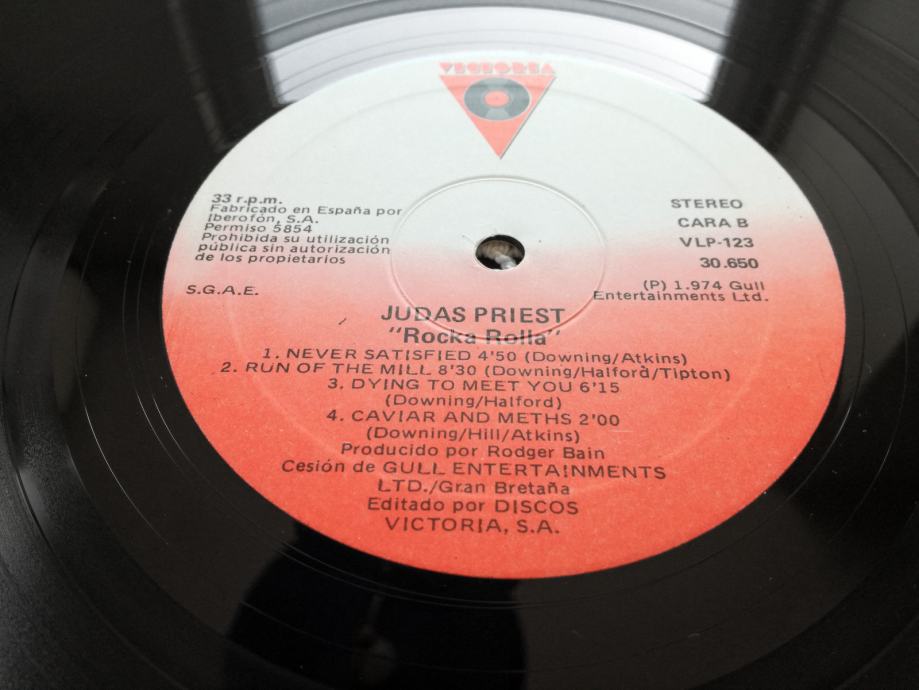 VICTORIA
33 r.p.m.
Fabricado en España por
Iberofón, S.A.
Permiso 5854
Prohibida su utilización
pública sin autorización
de los propietarios
S.G.A.E.
STEREO
CARA B
VLP-123
30.650
(P) 1.974 Gull
Entertainments Ltd.
JUDAS PRIEST
"Rocka Rolla"
1. NEVER SATISFIED 4'50 (Downing/Atkins)
2. RUN OF THE MILL 8'30 (Downing/Halford/Tipton)
3. DYING TO MEET YOU 6'15
(Downing/Halford)
4. CAVIAR AND METHS 2'00
(Downing/Hill/Atkins)
Producido por Rodger Bain
Cesión de GULL ENTERTAINMENTS
LTD./Gran Bretaña
Editado por DISCOS
VICTORIA, S.A.